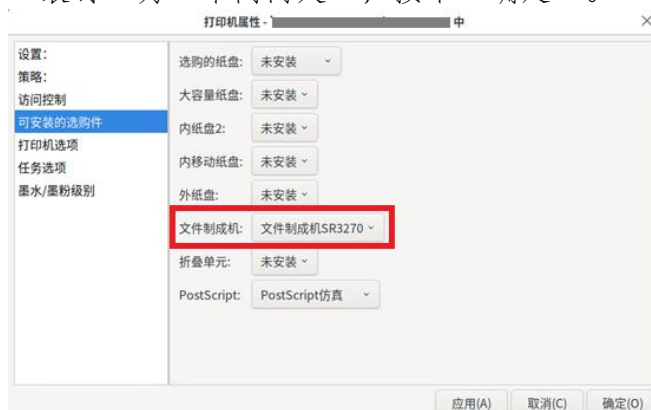 打印机属性 -
中
设置：
策略：
访问控制
可安装的选购件
打印机选项
任务选项
墨水/墨粉级别
选购的纸盘： 未安装
大容量纸盘： 未安装
内纸盘2： 未安装
内移动纸盘： 未安装
外纸盘： 未安装
文件制成机： 文件制成机SR3270
折叠单元： 未安装
PostScript： PostScript仿真
应用(A) 取消(C) 确定(O)